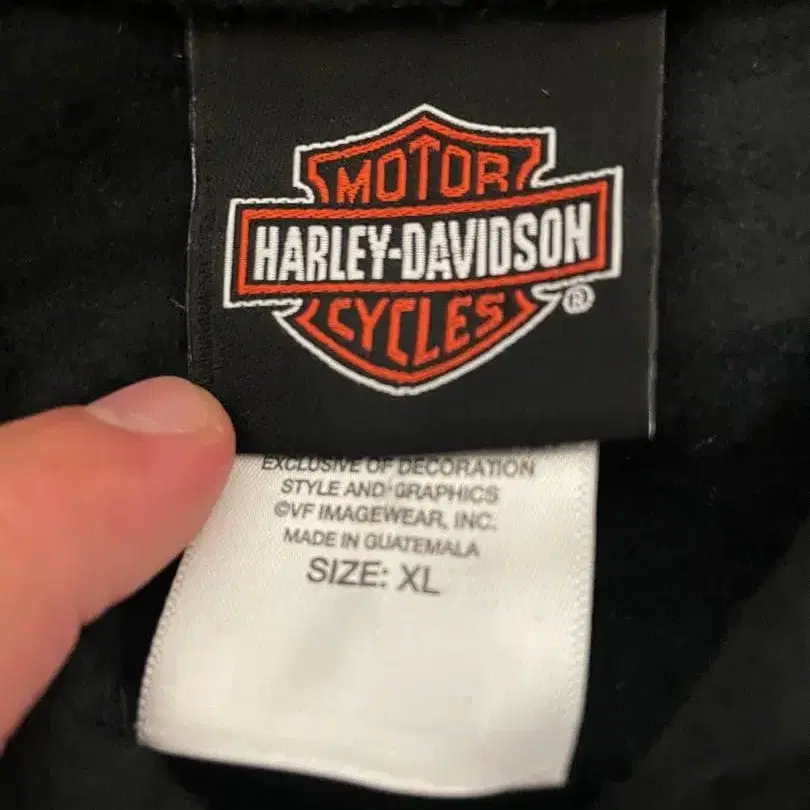 MOTOR
HARLEY-DAVIDSON
CYCLES
®
EXCLUSIVE OF DECORATION
STYLE AND GRAPHICS
©VF IMAGEWEAR, INC.
MADE IN GUATEMALA
SIZE: XL